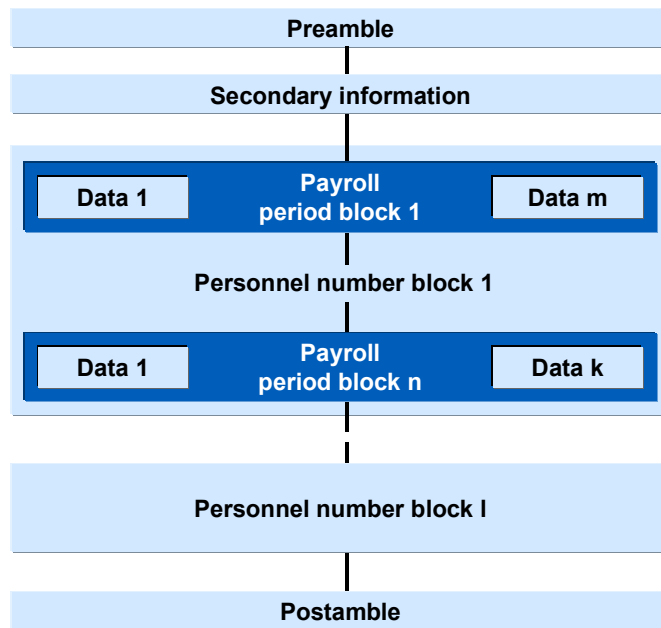 Preamble
Secondary information
Data 1
Payroll
period block 1
Data m
Personnel number block 1
Data 1
Payroll
period block n
Data k
Personnel number block l
Postamble